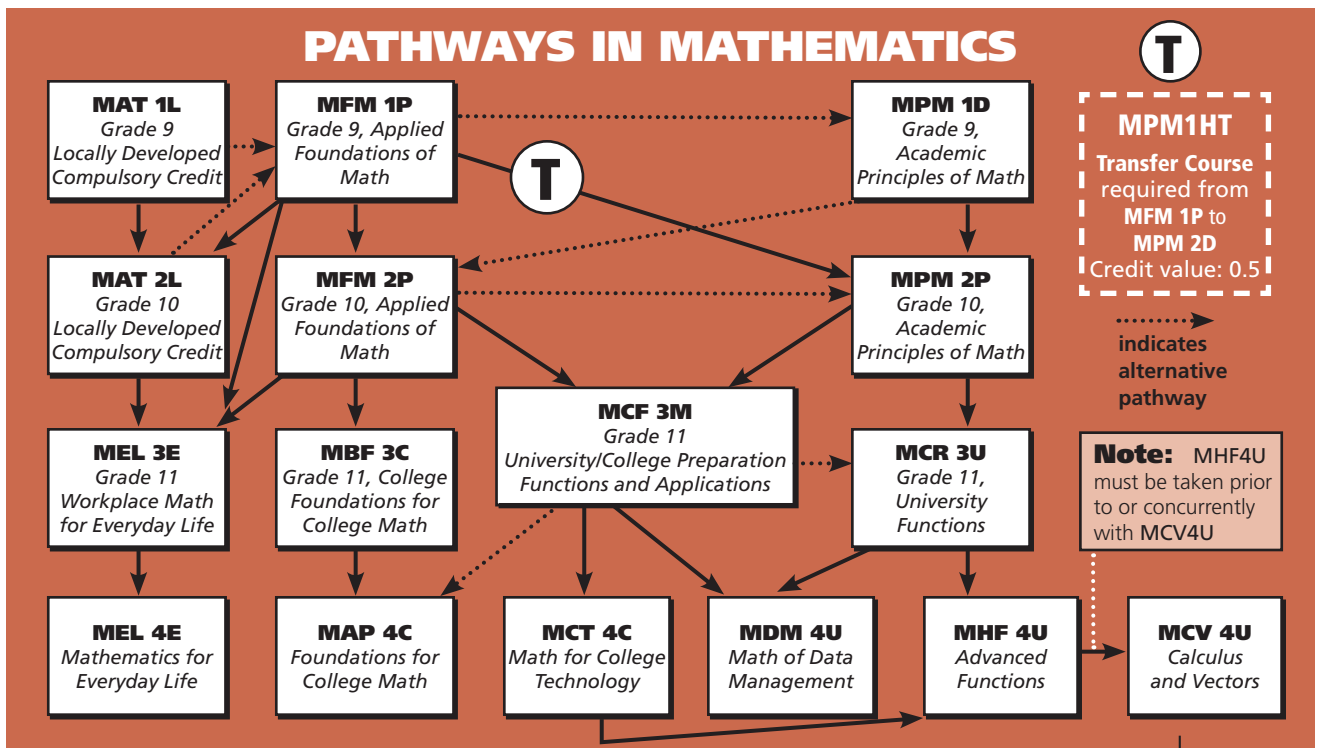 PATHWAYS IN MATHEMATICS
T
MAT 1L
Grade 9
Locally Developed
Compulsory Credit
MFM 1P
Grade 9, Applied
Foundations of
Math
MPM 1D
Grade 9,
Academic
Principles of Math
MPM1HT
Transfer Course
required from
MFM 1P to
MPM 2D
Credit value: 0.5
T
MAT 2L
Grade 10
Locally Developed
Compulsory Credit
MFM 2P
Grade 10, Applied
Foundations of
Math
MPM 2P
Grade 10,
Academic
Principles of Math
indicates
alternative
pathway
MCF 3M
Grade 11
University/College Preparation
Functions and Applications
MEL 3E
Grade 11
Workplace Math
for Everyday Life
MBF 3C
Grade 11, College
Foundations for
College Math
MCR 3U
Grade 11,
University
Functions
Note: MHF4U
must be taken prior
to or concurrently
with MCV4U
MEL 4E
Mathematics for
Everyday Life
MAP 4C
Foundations for
College Math
MCT 4C
Math for College
Technology
MDM 4U
Math of Data
Management
MHF 4U
Advanced
Functions
MCV 4U
Calculus
and Vectors